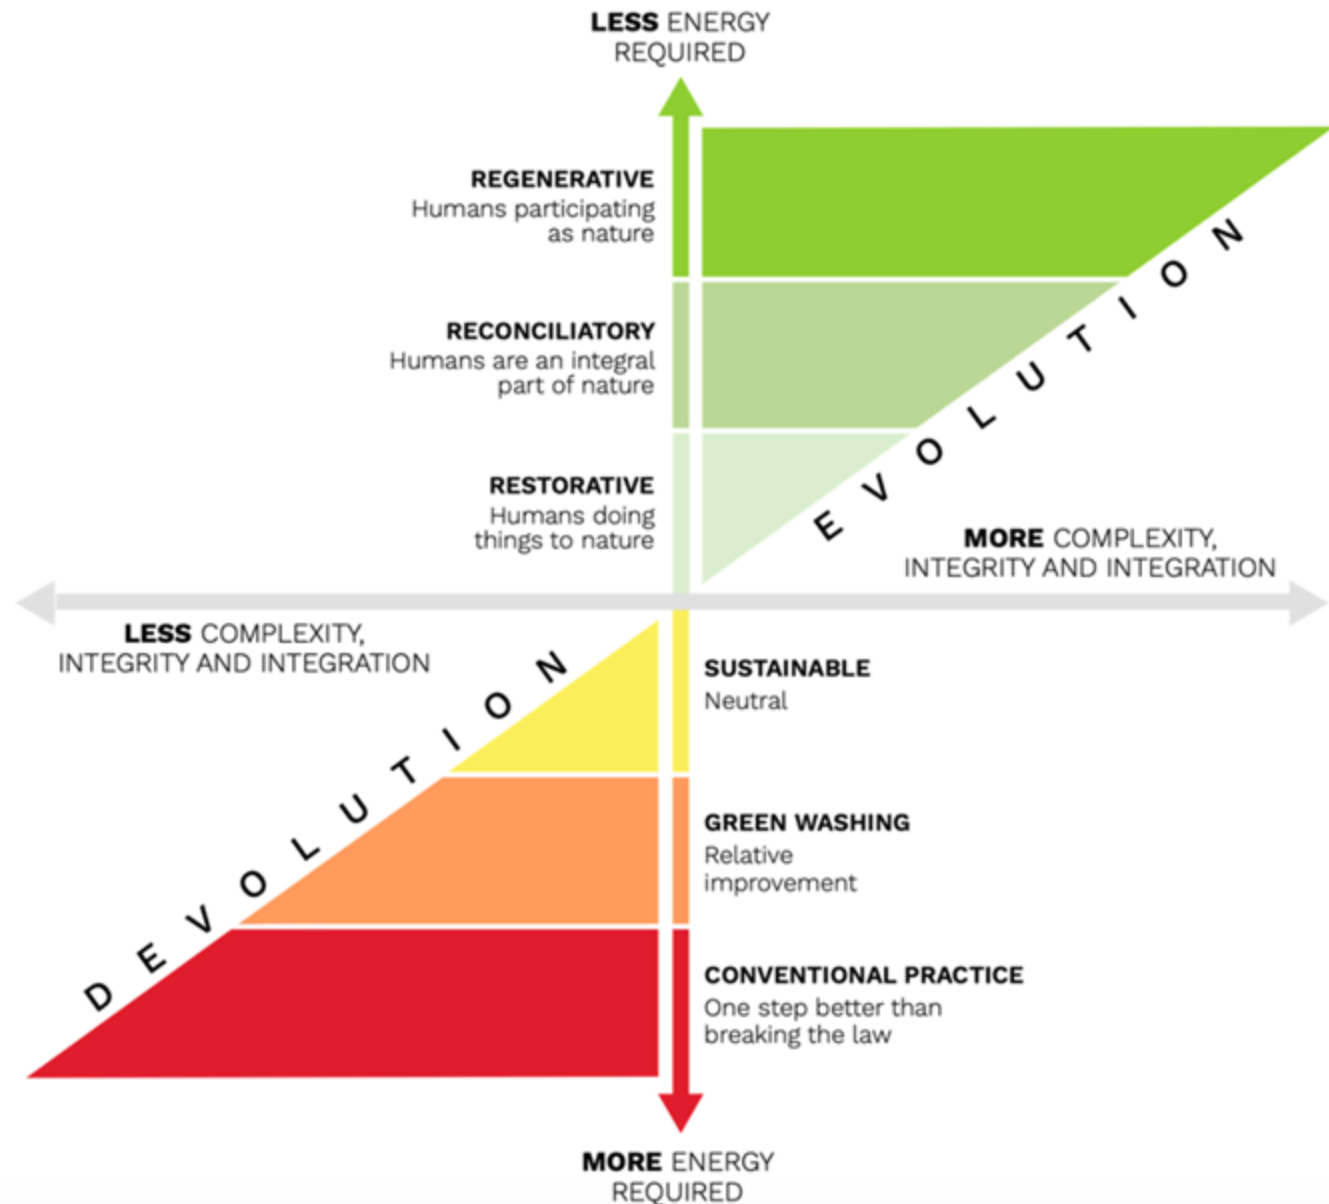 LESS ENERGY
REQUIRED
REGENERATIVE
Humans participating
as nature
RECONCILIATORY
Humans are an integral
part of nature
RESTORATIVE
Humans doing
things to nature
EVOLUTION
MORE COMPLEXITY,
INTEGRITY AND INTEGRATION
LESS COMPLEXITY,
INTEGRITY AND INTEGRATION
DEVOLUTION
SUSTAINABLE
Neutral
GREEN WASHING
Relative
improvement
CONVENTIONAL PRACTICE
One step better than
breaking the law
MORE ENERGY
REQUIRED